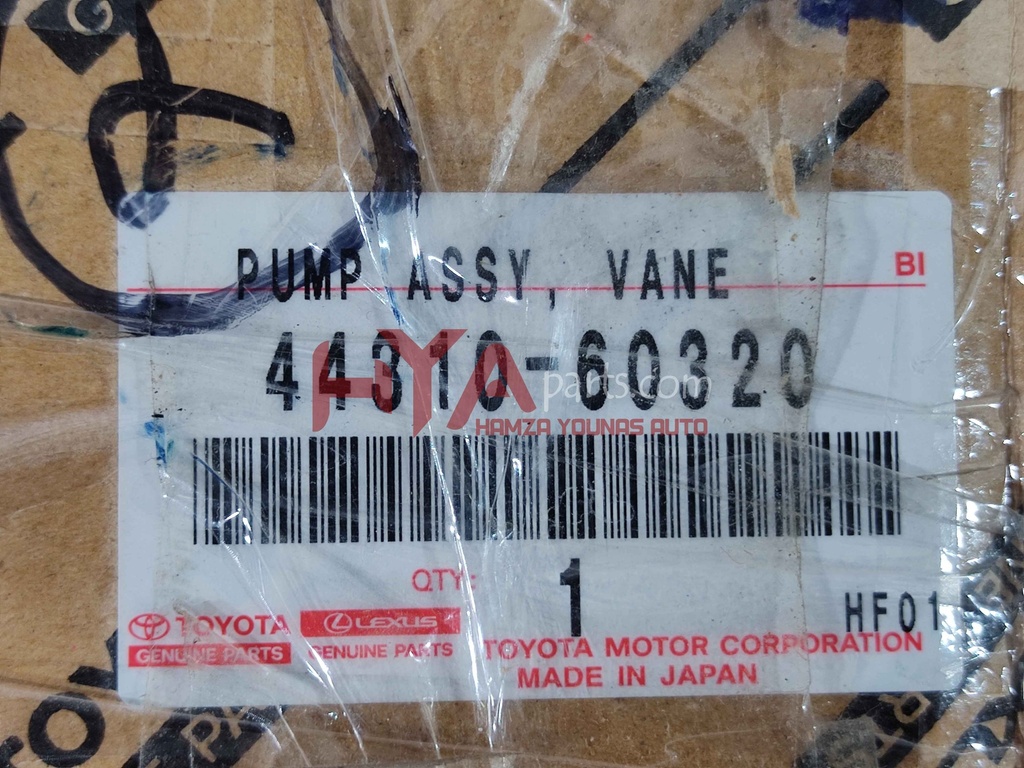 PUMP ASSY, VANE
BI
44310-60320
HYA parts.com
HAMZA YOUNAS AUTO
QTY: 1
HF01
TOYOTA LEXUS
GENUINE PARTS GENUINE PARTS
TOYOTA MOTOR CORPORATION
MADE IN JAPAN